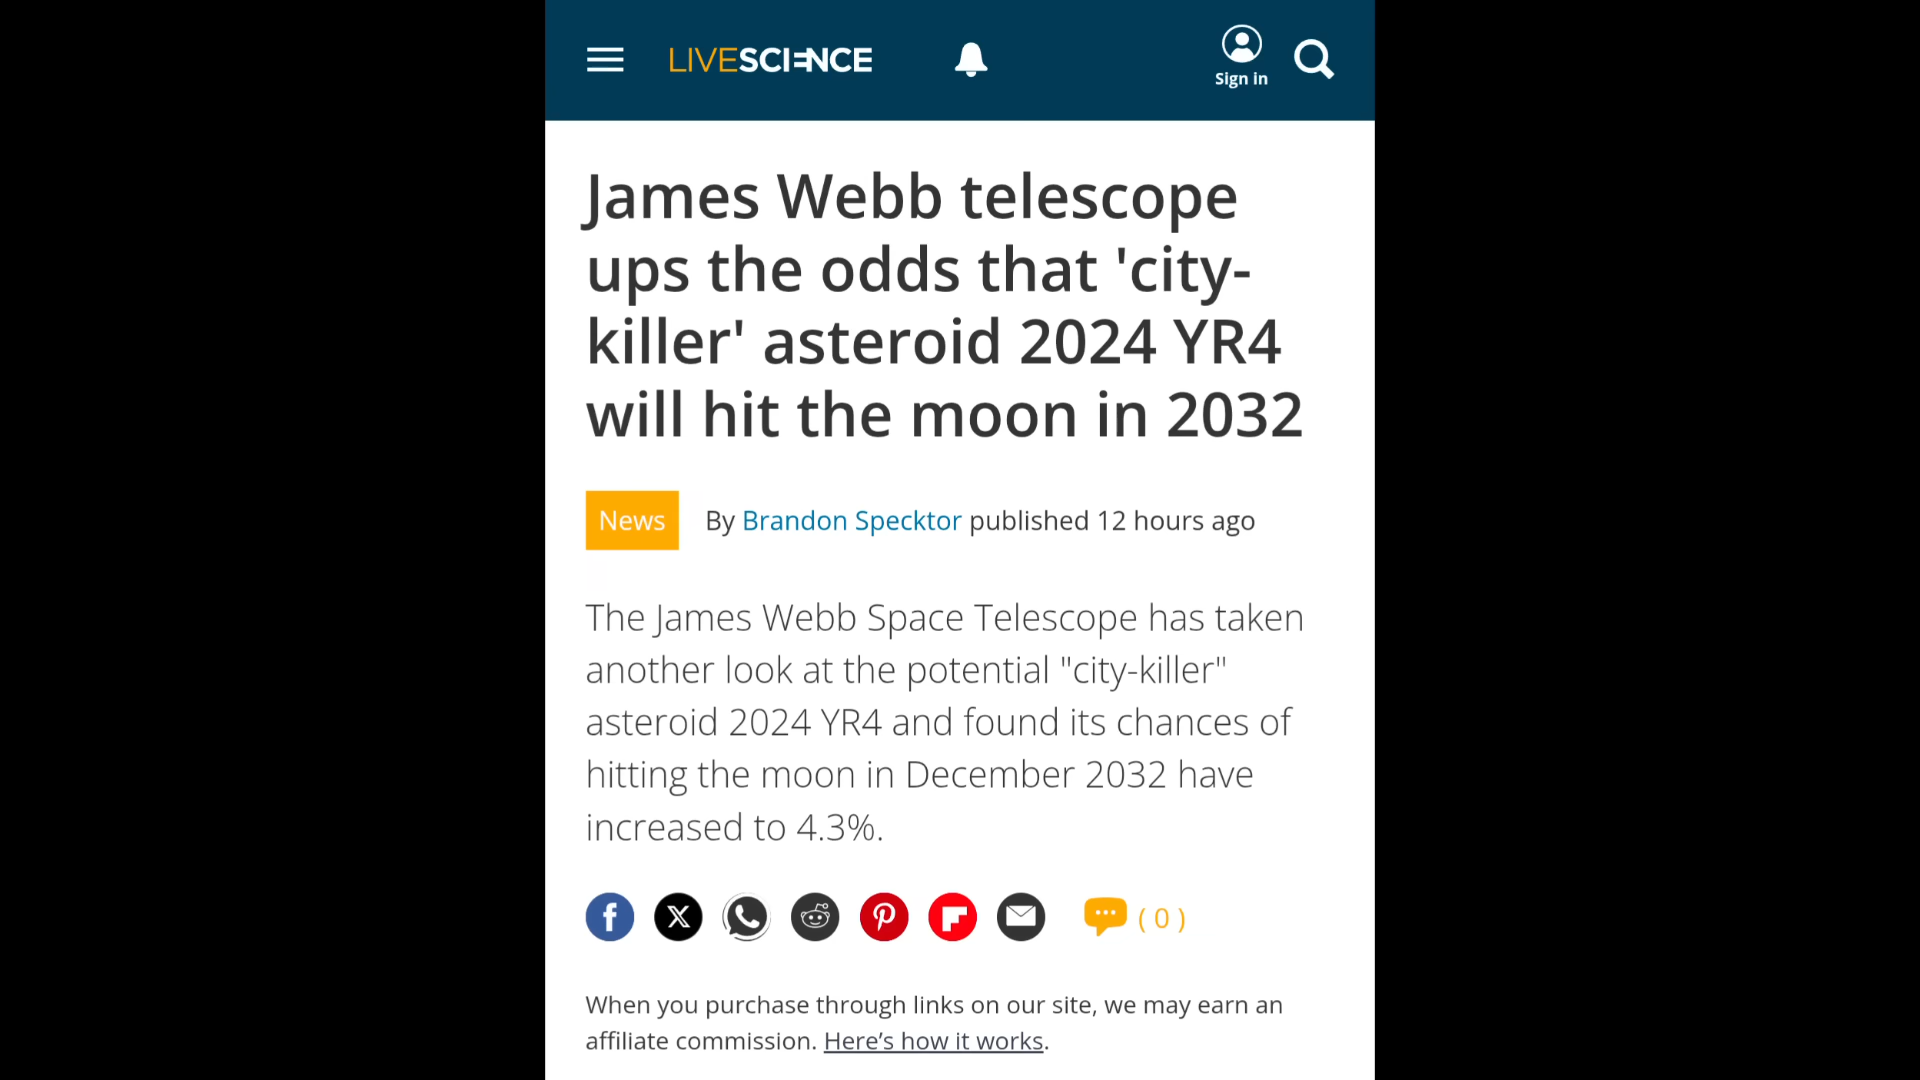 LIVESCIENCE
Sign in
James Webb telescope
ups the odds that 'city-
killer' asteroid 2024 YR4
will hit the moon in 2032
News
By Brandon Specktor published 12 hours ago
The James Webb Space Telescope has taken
another look at the potential "city-killer"
asteroid 2024 YR4 and found its chances of
hitting the moon in December 2032 have
increased to 4.3%.
( 0 )
When you purchase through links on our site, we may earn an
affiliate commission. Here’s how it works.